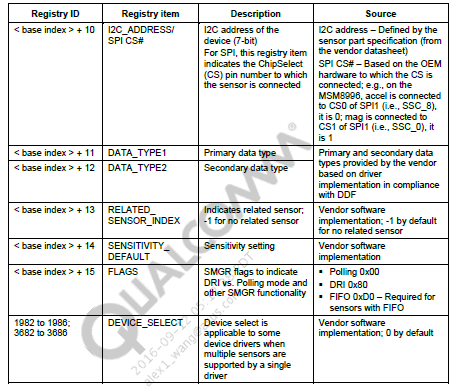 Registry ID Registry item Description Source
< base index > + 10 I2C_ADDRESS/ I2C address of the I2C address – Defined by the
SPI CS# device (7-bit) sensor part specification (from
For SPI, this registry item the vendor datasheet)
indicates the ChipSelect SPI CS# – Based on the OEM
(CS) pin number to which hardware to which the CS is
the sensor is connected connected; e.g., on the
MSM8996, accel is connected
to CS0 of SPI1 (i.e., SSC_8),
it is 0; mag is connected to
CS1 of SPI1 (i.e., SSC_0), it
is 1
< base index > + 11 DATA_TYPE1 Primary data type Primary and secondary data
types provided by the vendor
< base index > + 12 DATA_TYPE2 Secondary data type based on driver
implementation in compliance
with DDF
< base index > + 13 RELATED_ Indicates related sensor; Vendor software
SENSOR_INDEX -1 for no related sensor implementation; -1 by default
for no related sensor
< base index > + 14 SENSITIVITY_ Sensitivity setting Vendor software
DEFAULT implementation
< base index > + 15 FLAGS SMGR flags to indicate ▪ Polling 0x00
DRI vs. Polling mode and ▪ DRI 0x80
other SMGR functionality ▪ FIFO 0xD0 – Required for
sensors with FIFO
1982 to 1986; DEVICE_SELECT Device select is Vendor software
3682 to 3686 applicable to some implementation; 0 by default
device drivers when
multiple sensors are
supported by a single
driver
QUALCOMM